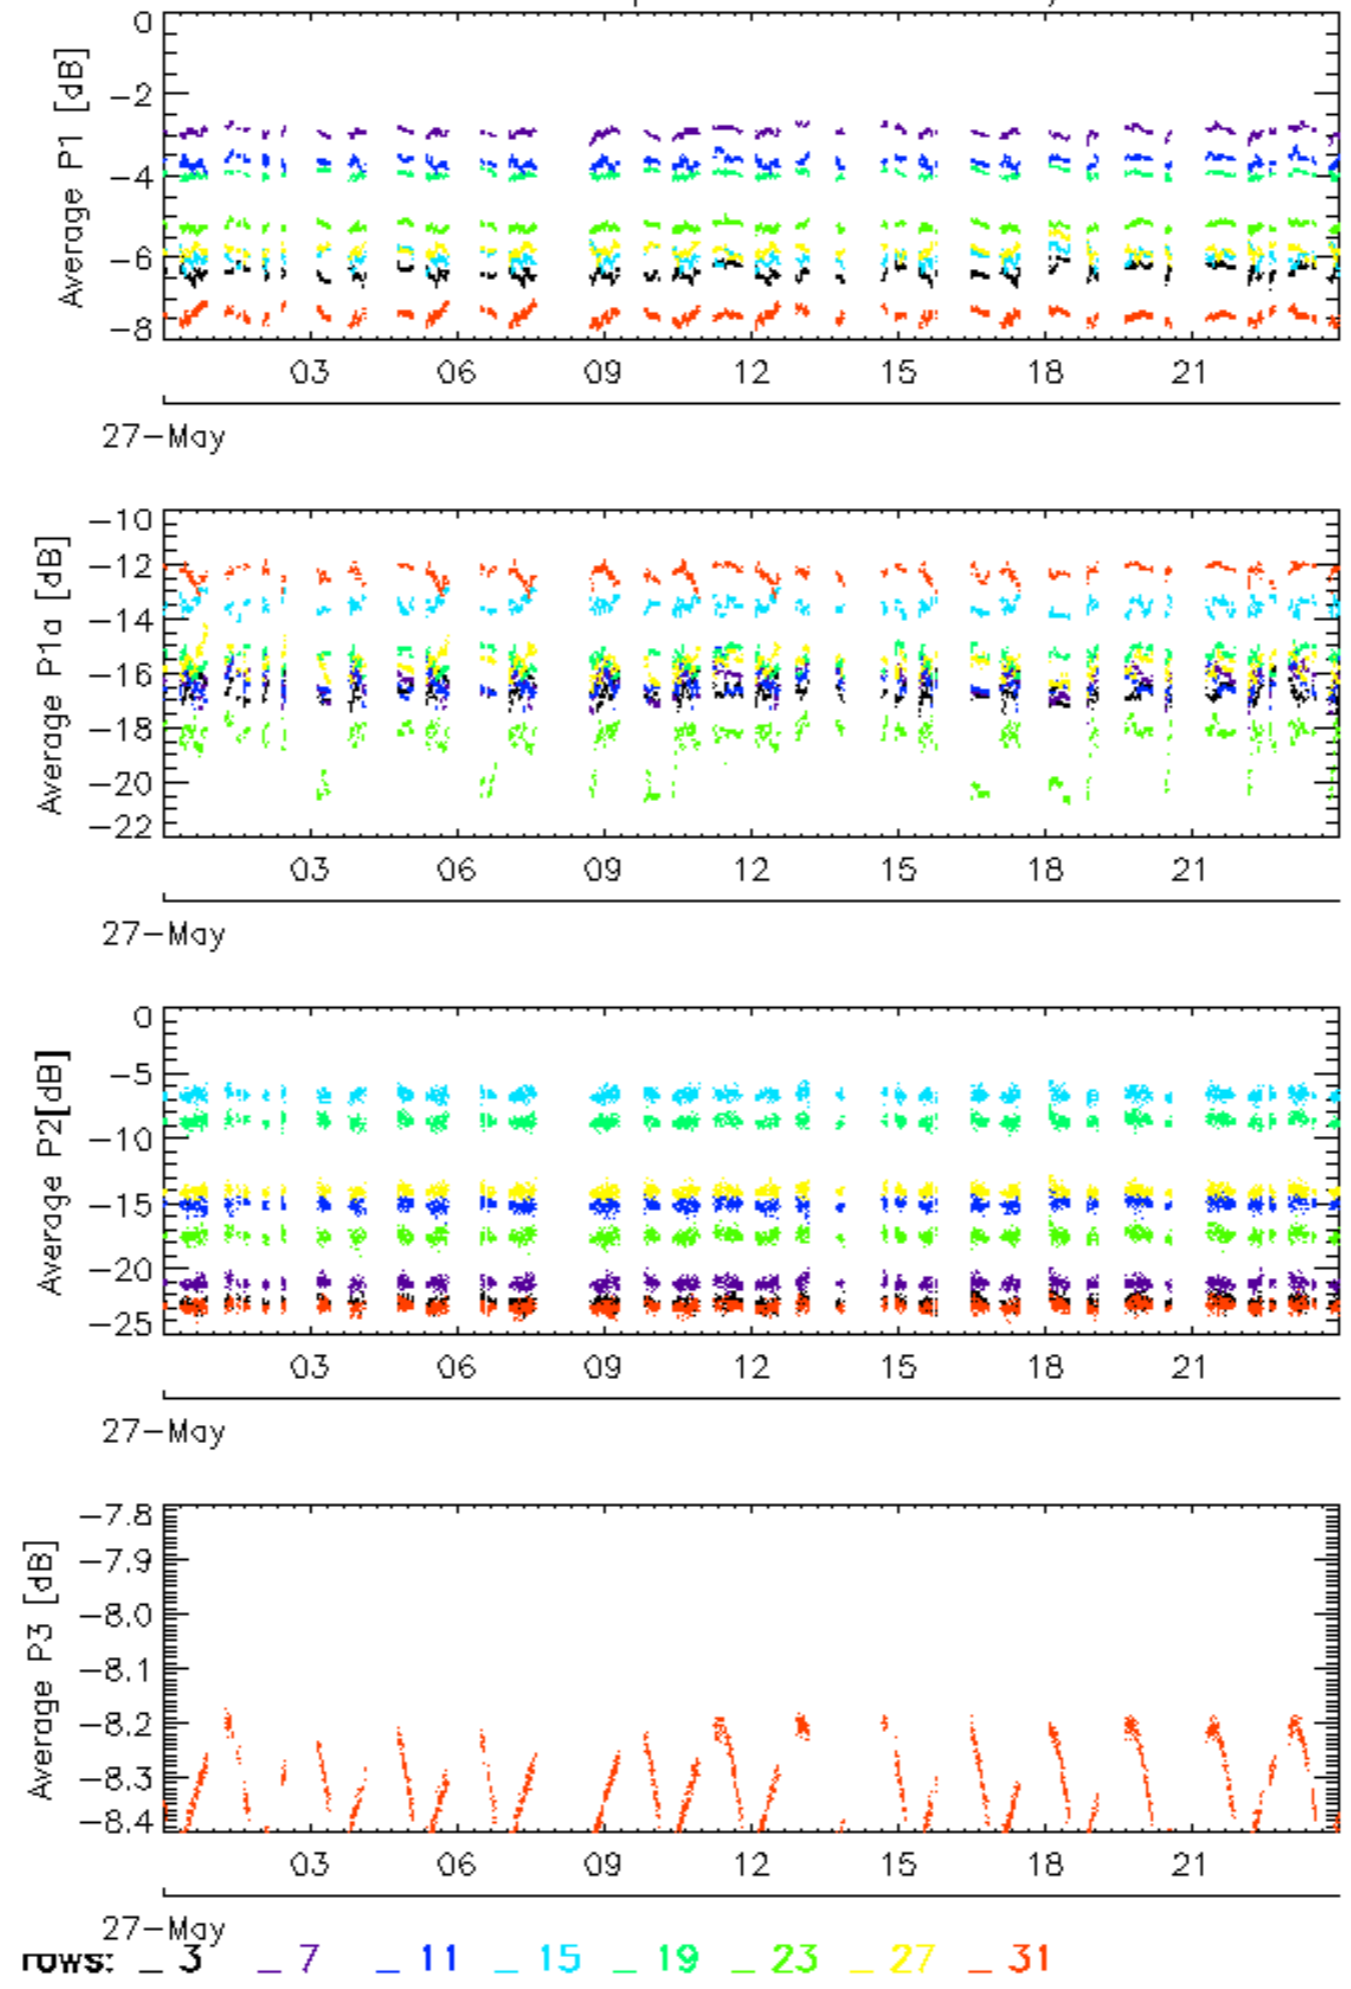 Average P1 [dB]
0
−2
−4
−6
−8
03 06 09 12 15 18 21
27−May
Average P1a [dB]
−10
−12
−14
−16
−18
−20
−22
03 06 09 12 15 18 21
27−May
Average P2[dB]
0
−5
−10
−15
−20
−25
03 06 09 12 15 18 21
27−May
Average P3 [dB]
−7.8
−7.9
−8.0
−8.1
−8.2
−8.3
−8.4
03 06 09 12 15 18 21
27−May
rows: _ 3 _ 7 _ 11 _ 15 _ 19 _ 23 _ 27 _ 31